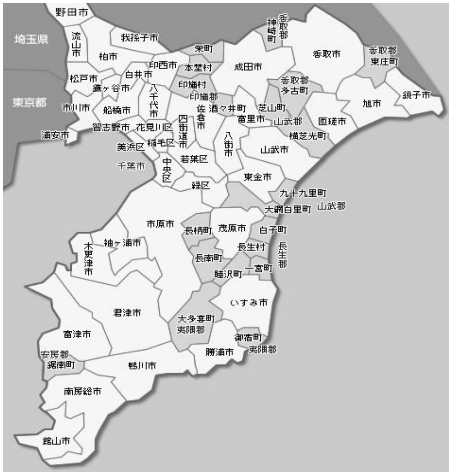 野田市
埼玉県
流山市
柏市
我孫子市
栄町
神崎町
香取郡
香取市
香取郡
東庄町
印西市
本埜村
成田市
松戸市
鎌ヶ谷市
白井市
印旛村
香取郡
多古町
銚子市
東京都
八千代市
印旛郡
酒々井町
芝山町
旭市
市川市
船橋市
佐倉市
富里市
山武郡
匝瑳市
浦安市
習志野市
花見川区
四街道市
八街市
横芝光町
美浜区
稲毛区
若葉区
山武市
千葉市
中央区
東金市
緑区
九十九里町
大網白里町
山武郡
市原市
長柄町
茂原市
白子町
木更津市
袖ヶ浦市
長生村
長生郡
長南町
一宮町
睦沢町
君津市
大多喜町
夷隅郡
いすみ市
富津市
御宿町
夷隅郡
安房郡
鋸南町
鴨川市
勝浦市
南房総市
館山市